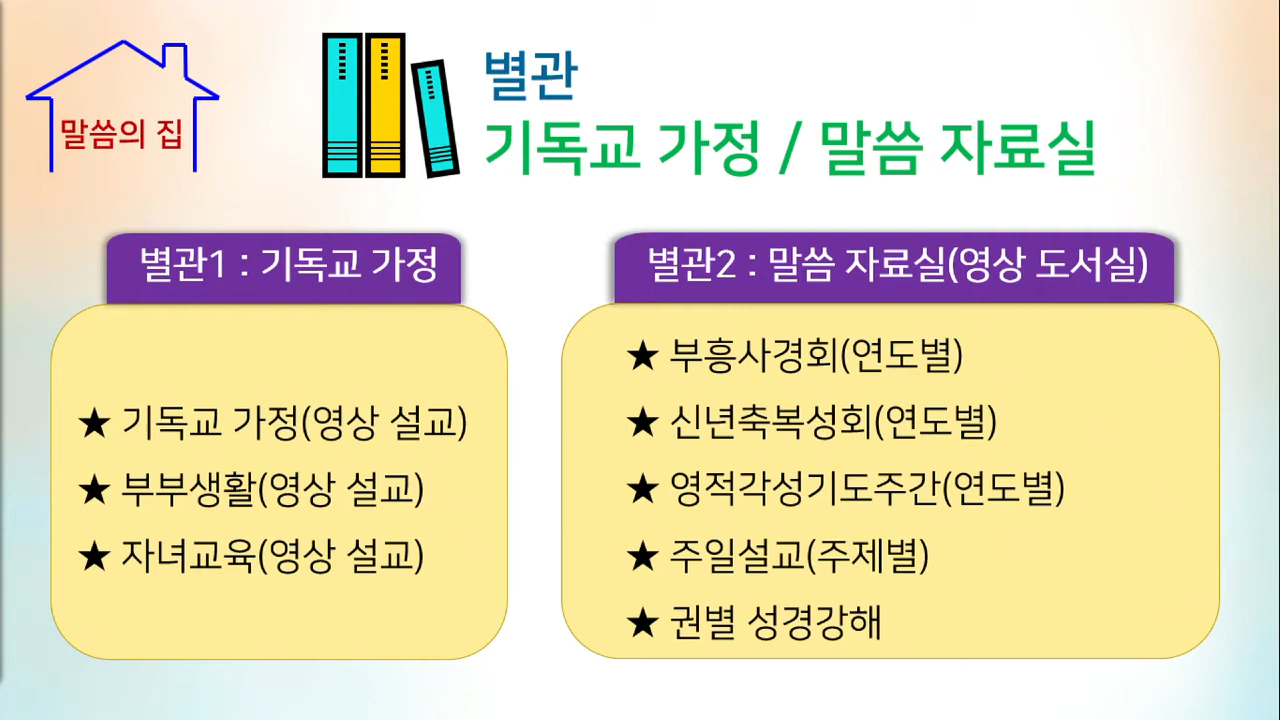 말씀의 집
별관
기독교 가정 / 말씀 자료실
별관1 : 기독교 가정
★ 기독교 가정(영상 설교)
★ 부부생활(영상 설교)
★ 자녀교육(영상 설교)
별관2 : 말씀 자료실(영상 도서실)
★ 부흥사경회(연도별)
★ 신년축복성회(연도별)
★ 영적각성기도주간(연도별)
★ 주일설교(주제별)
★ 권별 성경강해